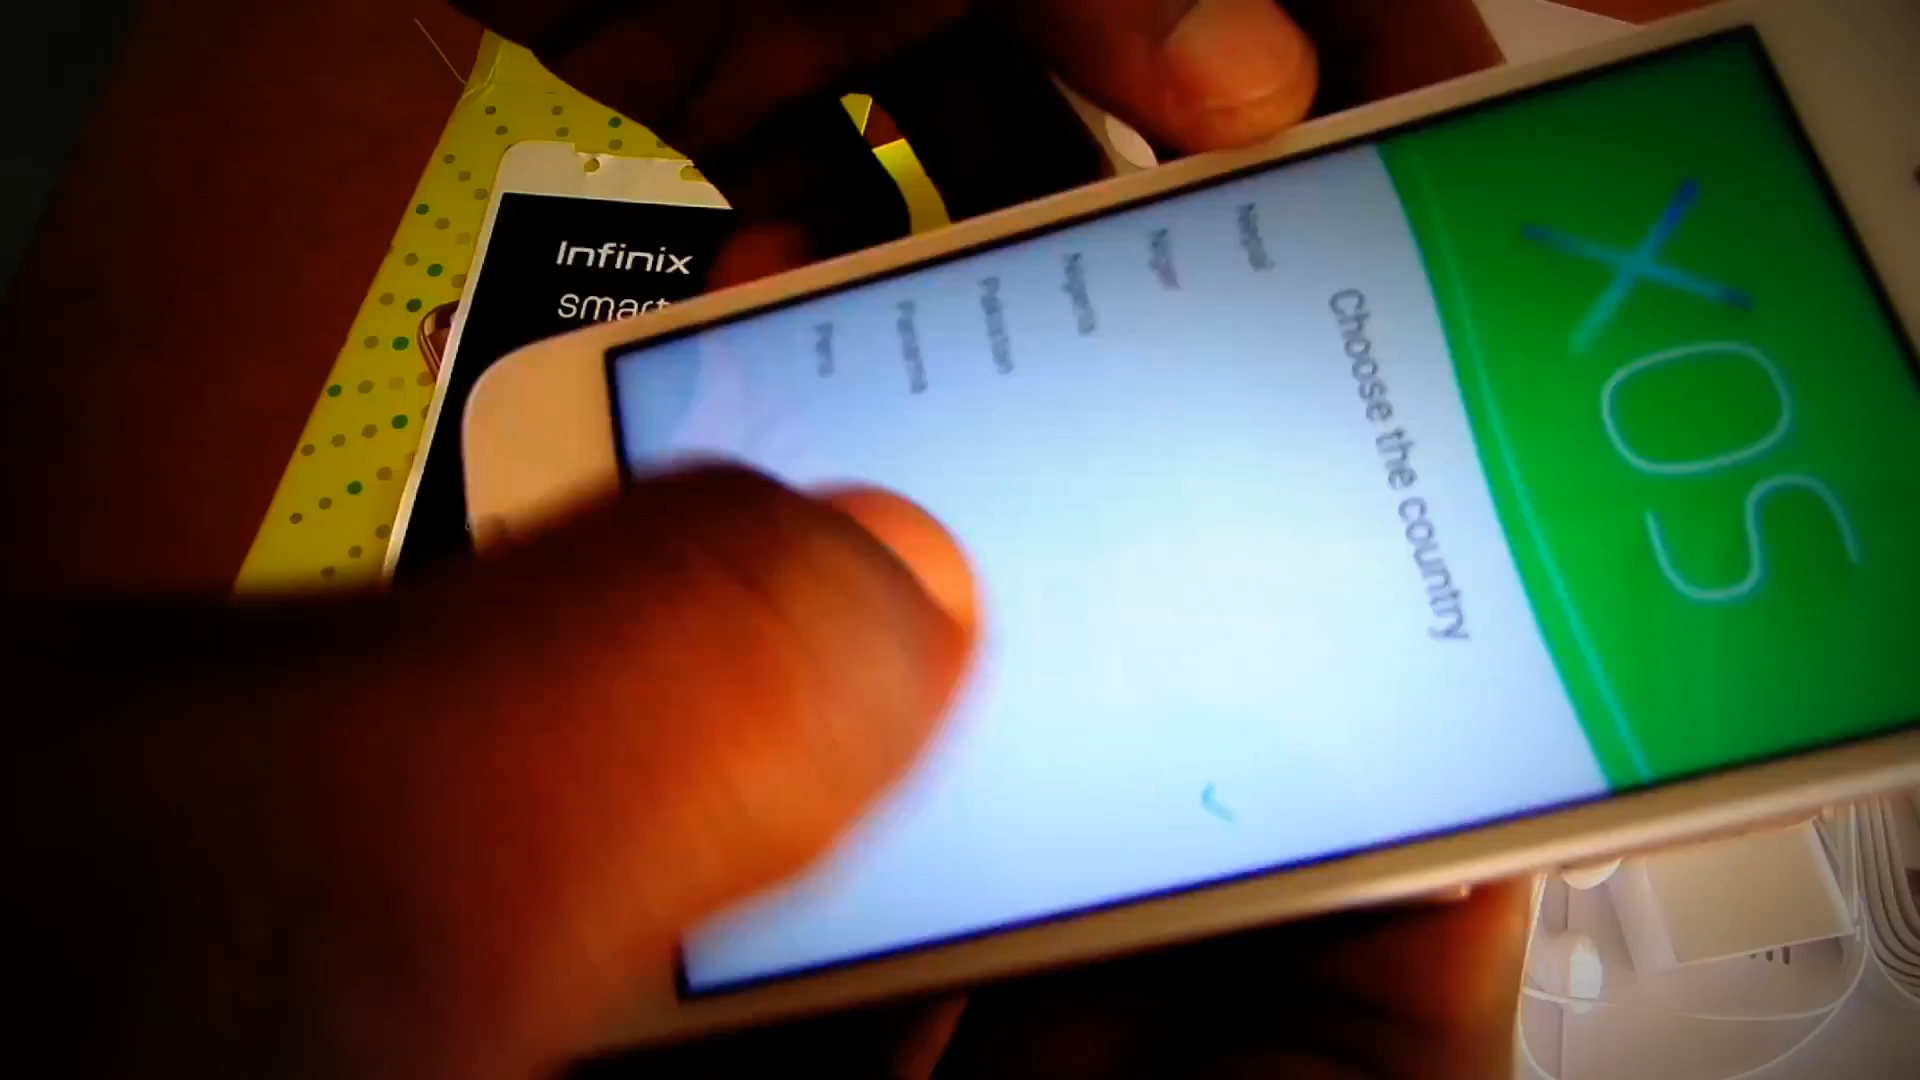 Infinix
smart
XOS
Choose the country
Nepal
Niger
Nigeria
Pakistan
Panama
Peru